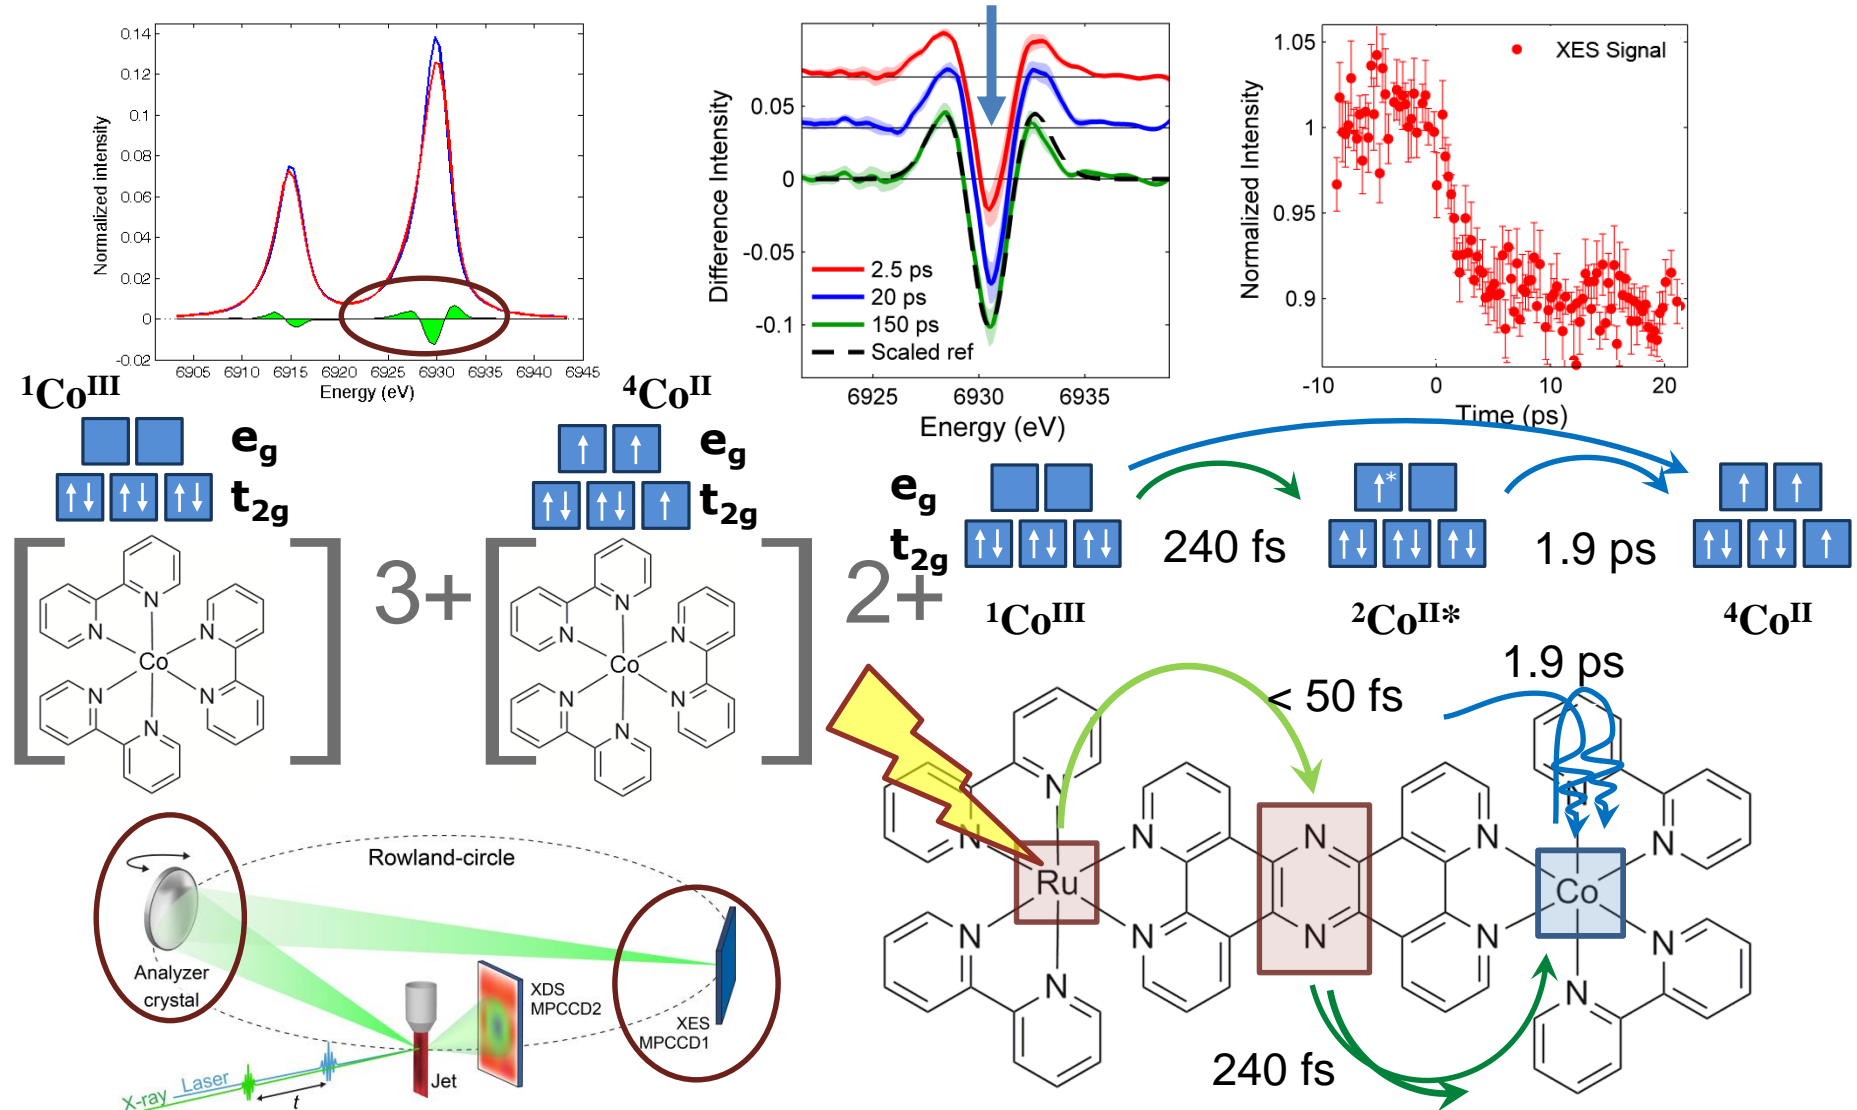 0.14
0.12
0.1
0.08
0.06
0.04
0.02
0
-0.02
Normalized intensity
6905 6910 6915 6920 6925 6930 6935 6940 6945
Energy (eV)
0.05
0
-0.05
-0.1
Difference Intensity
2.5 ps
20 ps
150 ps
Scaled ref
6925 6930 6935
Energy (eV)
1.05
1
0.95
0.9
Normalized Intensity
XES Signal
-10 0 10 20
Time (ps)
1CoIII
eg
t2g
4CoII
eg
t2g
eg
t2g
240 fs
1.9 ps
1CoIII
2CoII*
4CoII
3+
2+
N
N
N
Co
N
N
N
N
N
N
Co
N
N
N
1.9 ps
< 50 fs
N
N
N
N
N
N
N
Ru
Co
N
N
N
N
N
N
N
240 fs
Rowland-circle
Analyzer
crystal
XDS
MPCCD2
XES
MPCCD1
Jet
Laser
X-ray
t